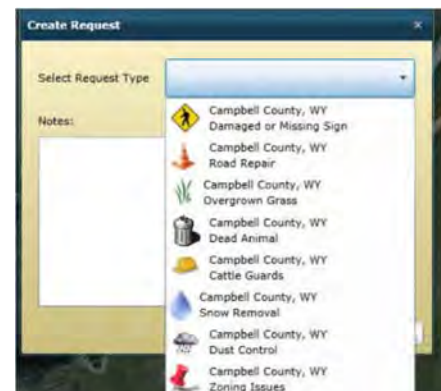 Create Request
Select Request Type
Notes:
Campbell County, WY
Damaged or Missing Sign
Campbell County, WY
Road Repair
Campbell County, WY
Overgrown Grass
Campbell County, WY
Dead Animal
Campbell County, WY
Cattle Guards
Campbell County, WY
Snow Removal
Campbell County, WY
Dust Control
Campbell County, WY
Zoning Issues